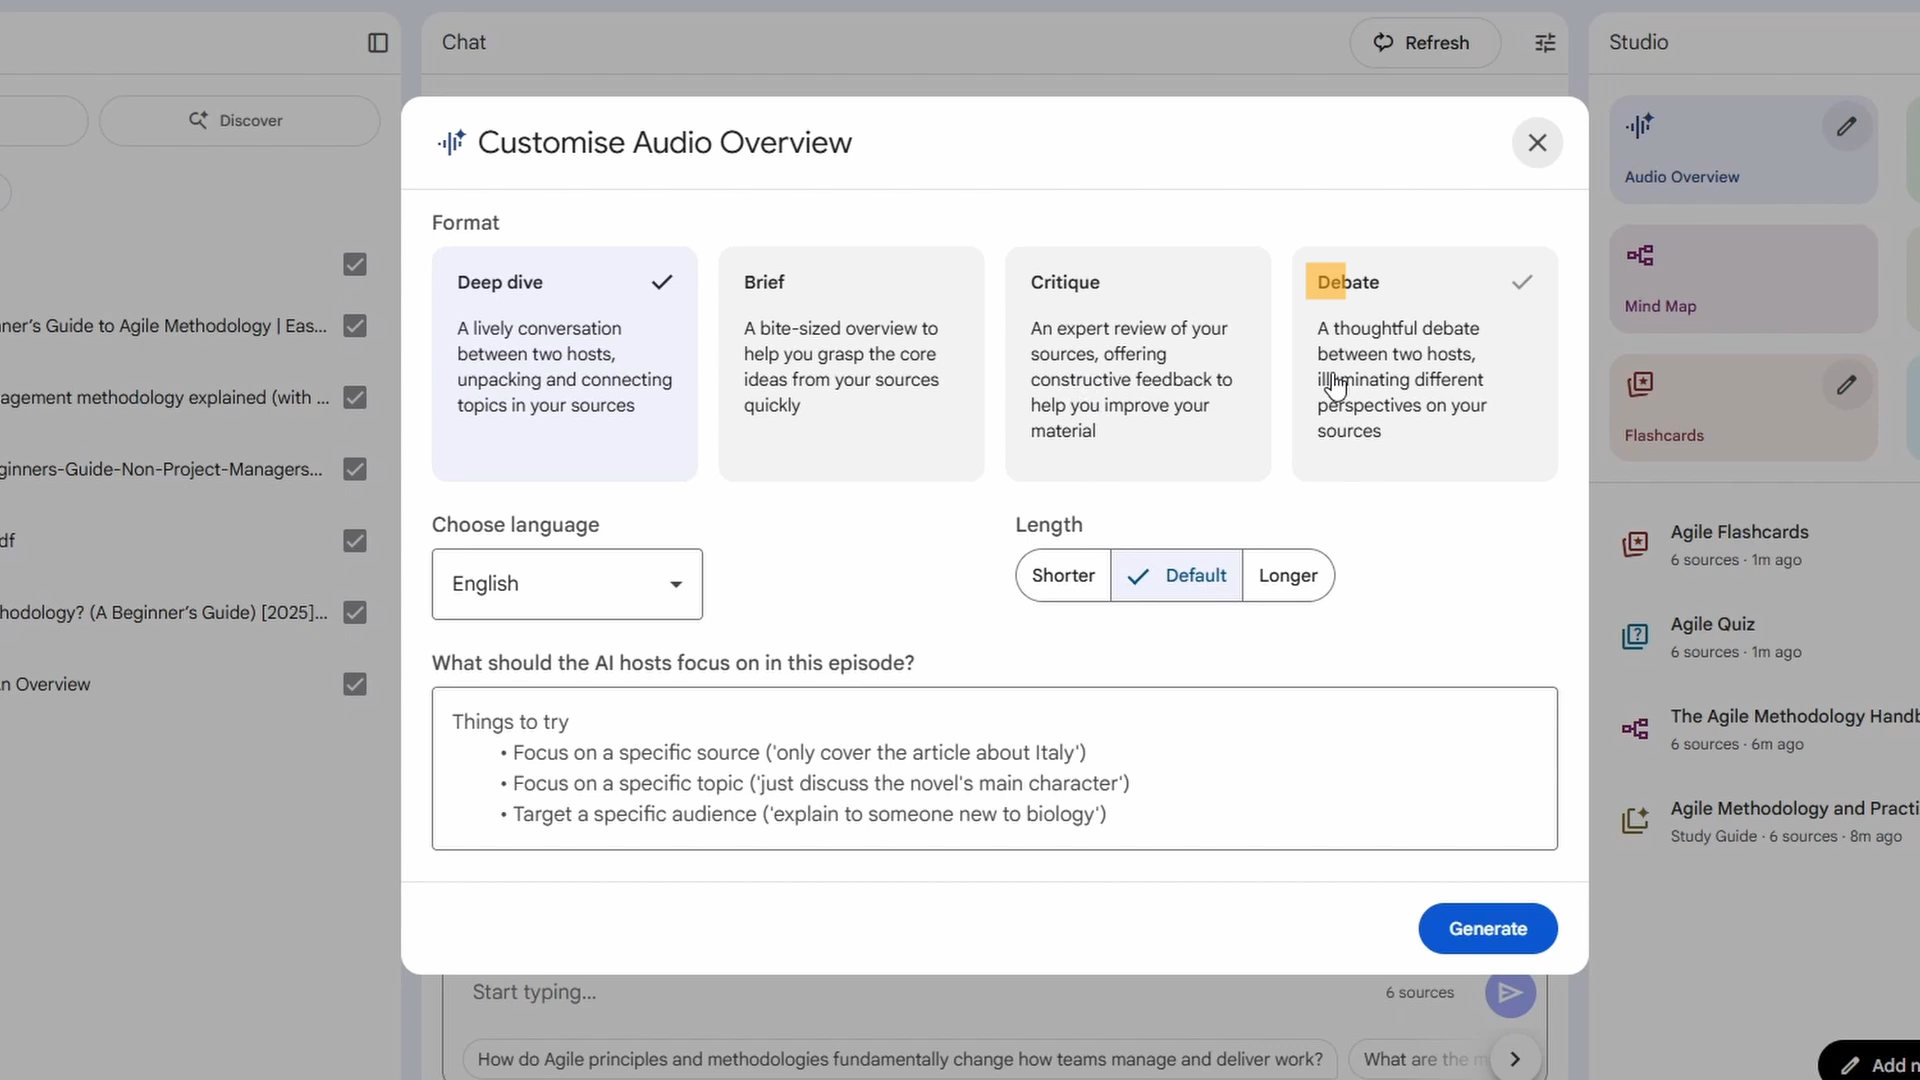 Chat
Refresh
Studio
Discover
ner's Guide to Agile Methodology | Eas...
agement methodology explained (with ...
ginners-Guide-Non-Project-Managers...
df
hodology? (A Beginner's Guide) [2025]...
n Overview
Customise Audio Overview
Format
Deep dive
A lively conversation
between two hosts,
unpacking and connecting
topics in your sources
Brief
A bite-sized overview to
help you grasp the core
ideas from your sources
quickly
Critique
An expert review of your
sources, offering
constructive feedback to
help you improve your
material
Debate
A thoughtful debate
between two hosts,
illuminating different
perspectives on your
sources
Choose language
English
Length
Shorter
Default
Longer
What should the AI hosts focus on in this episode?
Things to try
• Focus on a specific source ('only cover the article about Italy')
• Focus on a specific topic ('just discuss the novel's main character')
• Target a specific audience ('explain to someone new to biology')
Generate
Start typing...
6 sources
How do Agile principles and methodologies fundamentally change how teams manage and deliver work?
What are the
Audio Overview
Mind Map
Flashcards
Agile Flashcards
6 sources · 1m ago
Agile Quiz
6 sources · 1m ago
The Agile Methodology Handb
6 sources · 6m ago
Agile Methodology and Practi
Study Guide · 6 sources · 8m ago
Add n